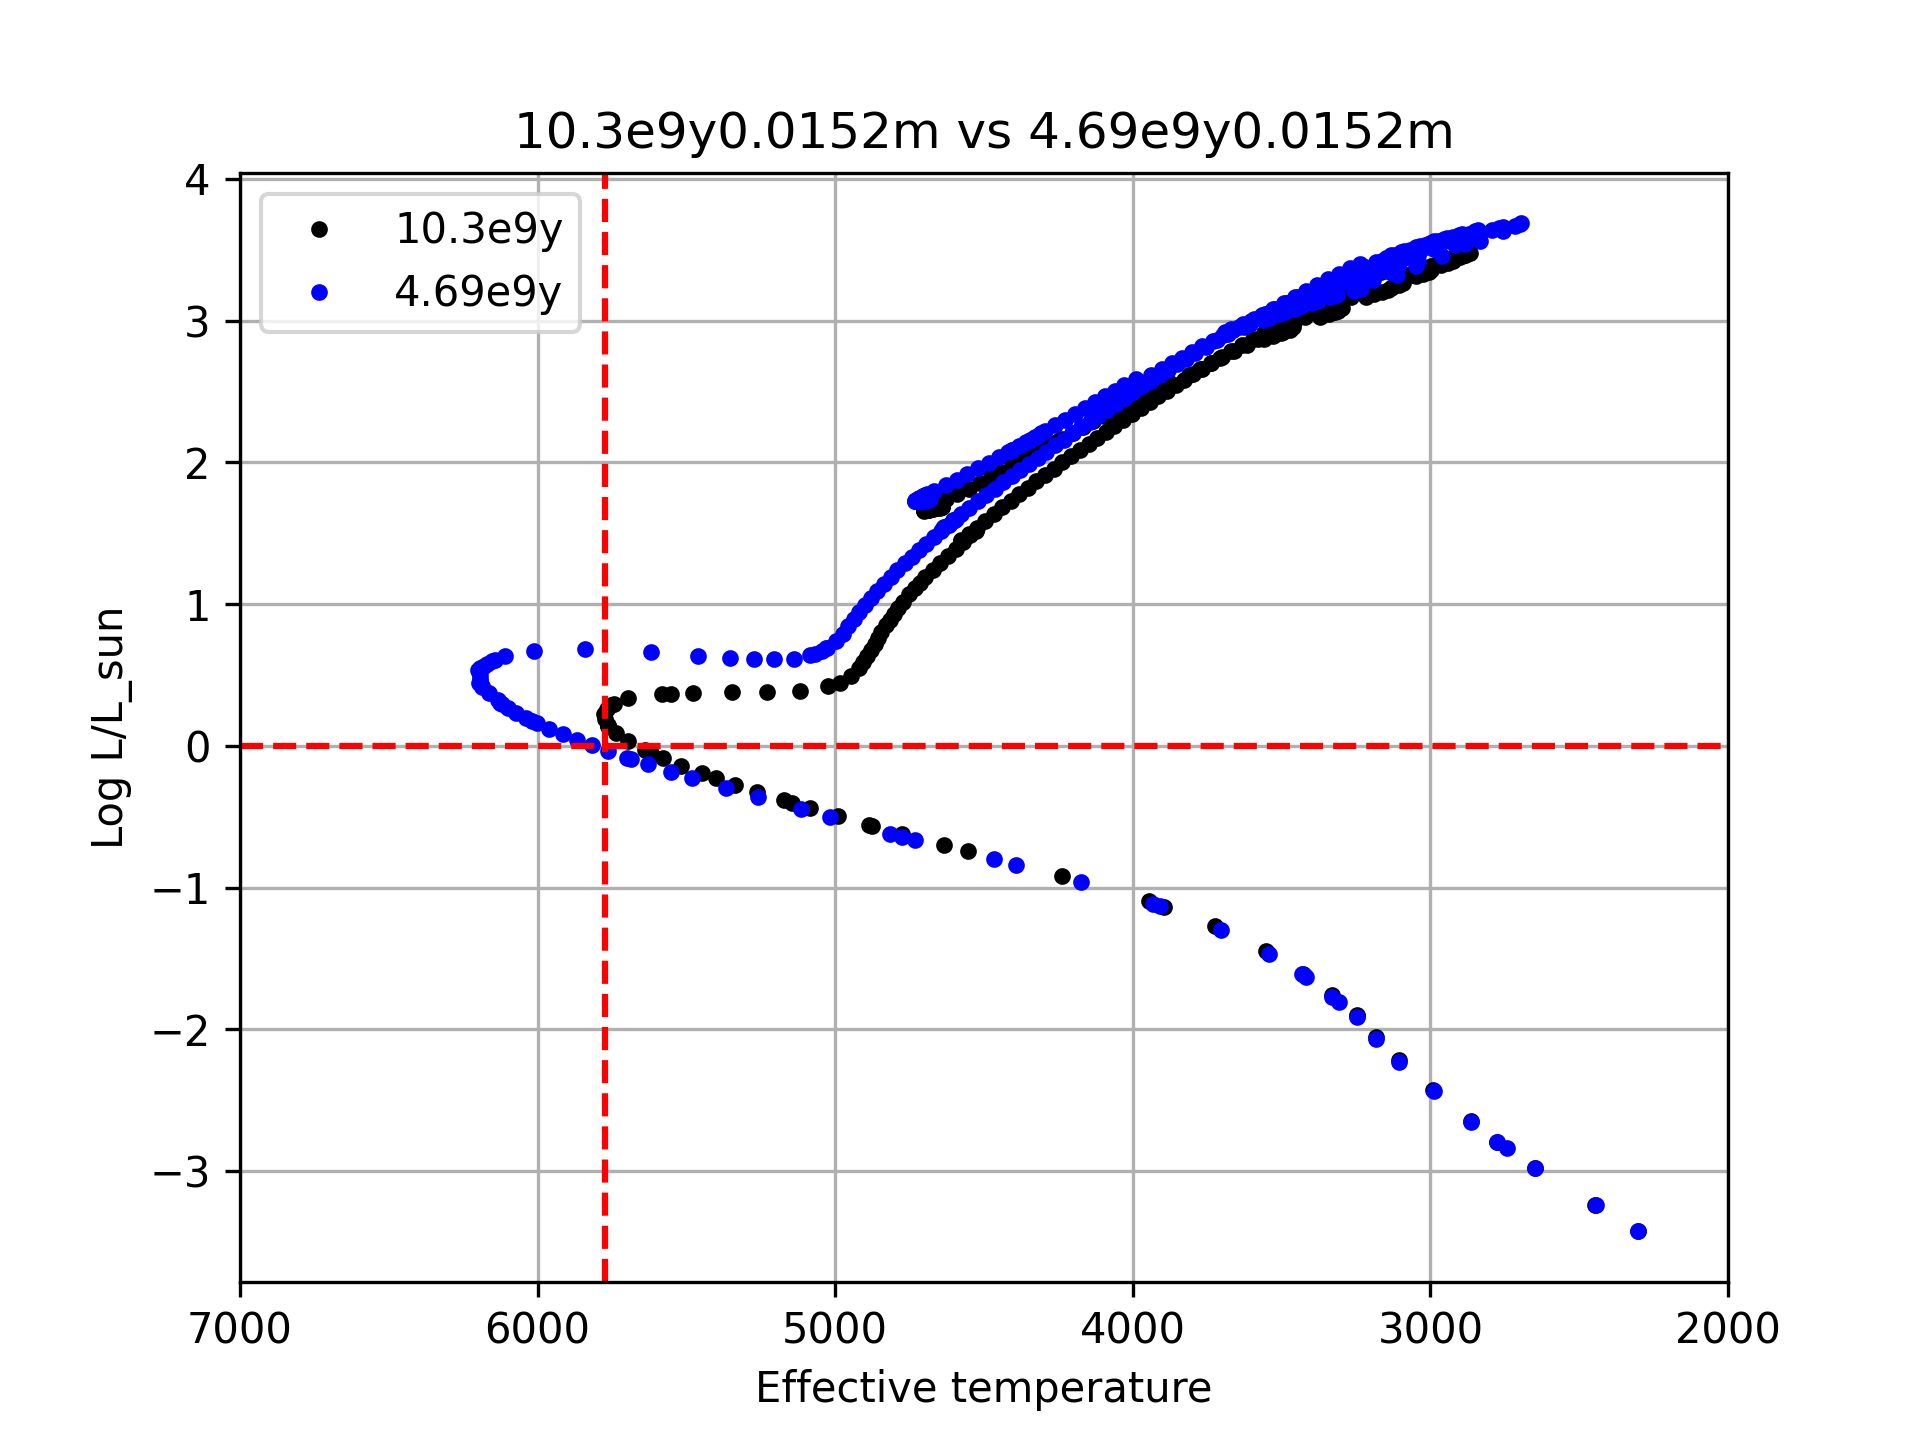 10.3e9y0.0152m vs 4.69e9y0.0152m
10.3e9y
4.69e9y
4
3
2
1
0
−1
−2
−3
Log L/L_sun
7000 6000 5000 4000 3000 2000
Effective temperature